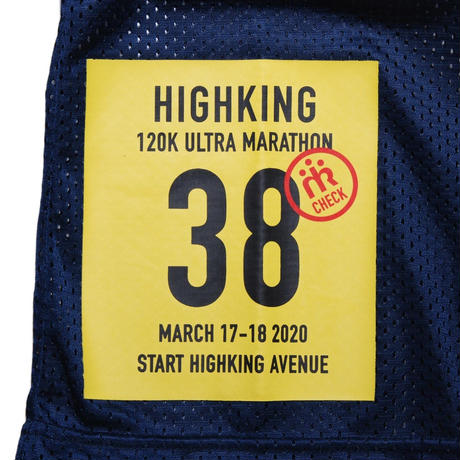 HIGHKING
120K ULTRA MARATHON
38
CHECK
MARCH 17-18 2020
START HIGHKING AVENUE